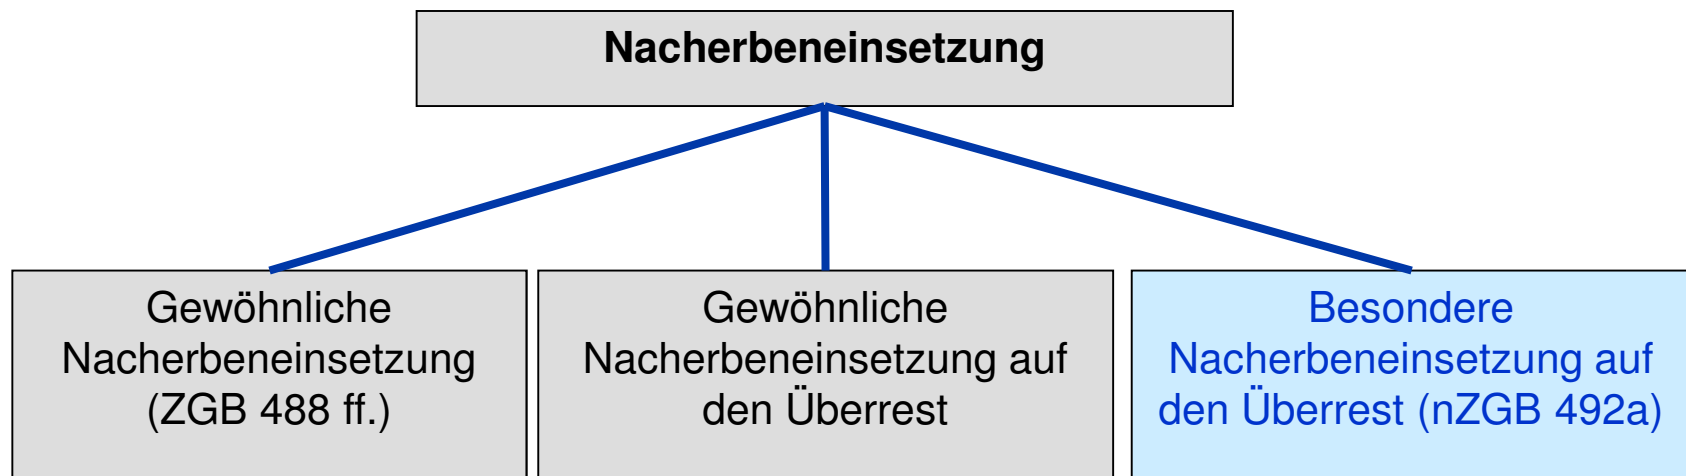 Nacherbeneinsetzung
Gewöhnliche
Nacherbeneinsetzung
(ZGB 488 ff.)
Gewöhnliche
Nacherbeneinsetzung auf
den Überrest
Besondere
Nacherbeneinsetzung auf
den Überrest (nZGB 492a)